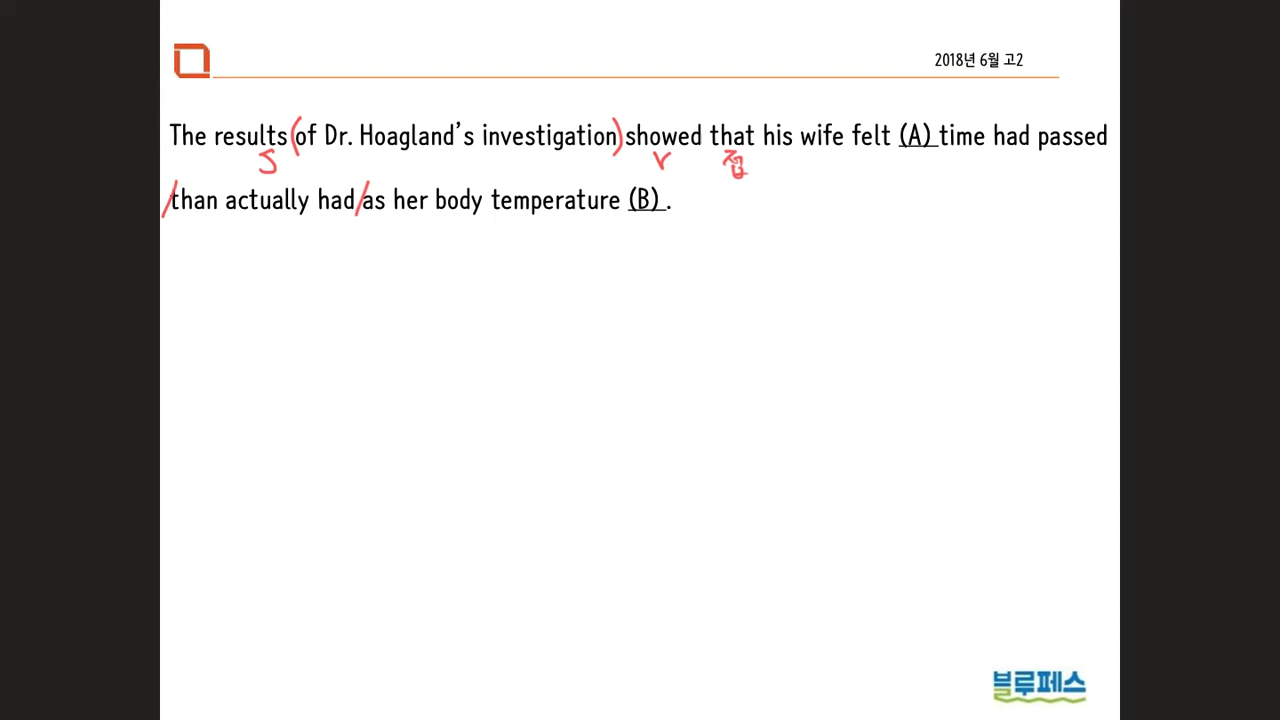 2018년 6월 고2
The results (of Dr. Hoagland's investigation) showed that his wife felt (A) time had passed
S V 접
/than actually had /as her body temperature (B) .
블루페스